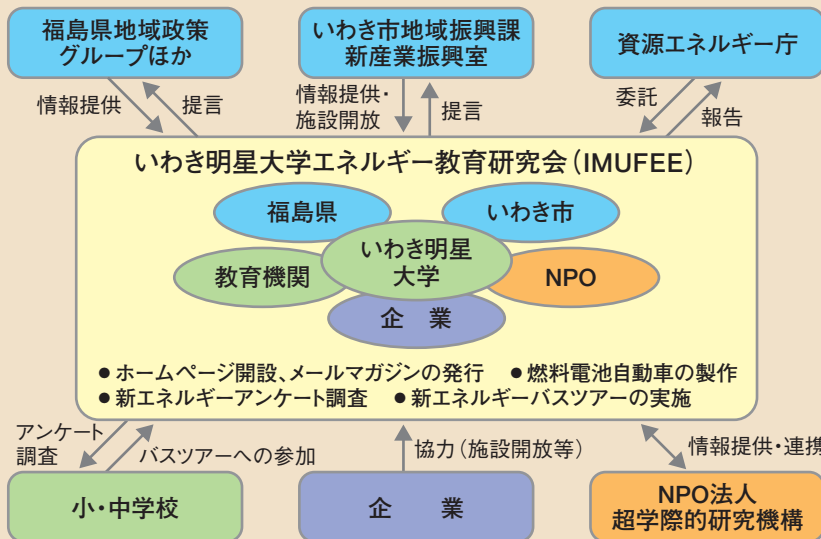 福島県地域政策
グループほか
いわき市地域振興課
新産業振興室
資源エネルギー庁
情報提供
提言
情報提供・
施設開放
提言
委託
報告
いわき明星大学エネルギー教育研究会(IMUFEE)
福島県
いわき市
いわき明星
大学
教育機関
NPO
企 業
●ホームページ開設、メールマガジンの発行 ●燃料電池自動車の製作
●新エネルギーアンケート調査 ●新エネルギーバスツアーの実施
アンケート
調査
バスツアーへの参加
協力(施設開放等)
情報提供・連携
小・中学校
企 業
NPO法人
超学際的研究機構